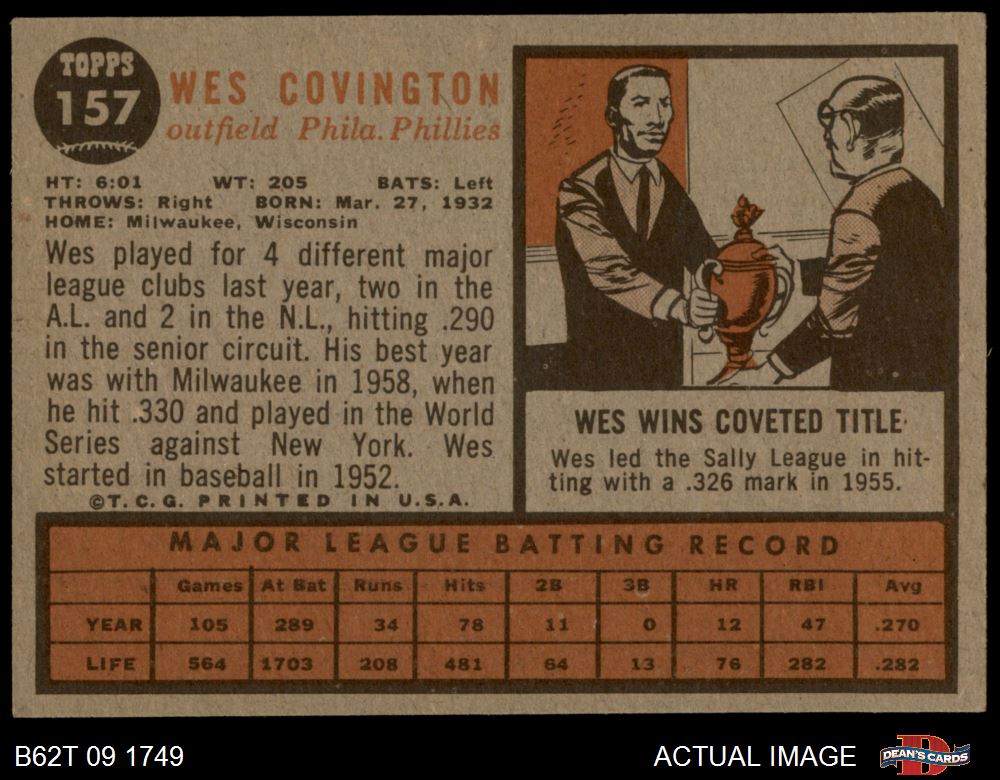 TOPPS
157
WES COVINGTON
outfield Phila. Phillies
HT: 6:01 WT: 205 BATS: Left
THROWS: Right BORN: Mar. 27, 1932
HOME: Milwaukee, Wisconsin
Wes played for 4 different major
league clubs last year, two in the
A.L. and 2 in the N.L., hitting .290
in the senior circuit. His best year
was with Milwaukee in 1958, when
he hit .330 and played in the World
Series against New York. Wes
started in baseball in 1952.
©T.C.G. PRINTED IN U.S.A.
WES WINS COVETED TITLE
Wes led the Sally League in hit-
ting with a .326 mark in 1955.
MAJOR LEAGUE BATTING RECORD
Games At Bat Runs Hits 2B 3B HR RBI Avg
YEAR 105 289 34 78 11 0 12 47 .270
LIFE 564 1703 208 481 64 13 76 282 .282
B62T 09 1749
ACTUAL IMAGE
DEAN'S CARDS